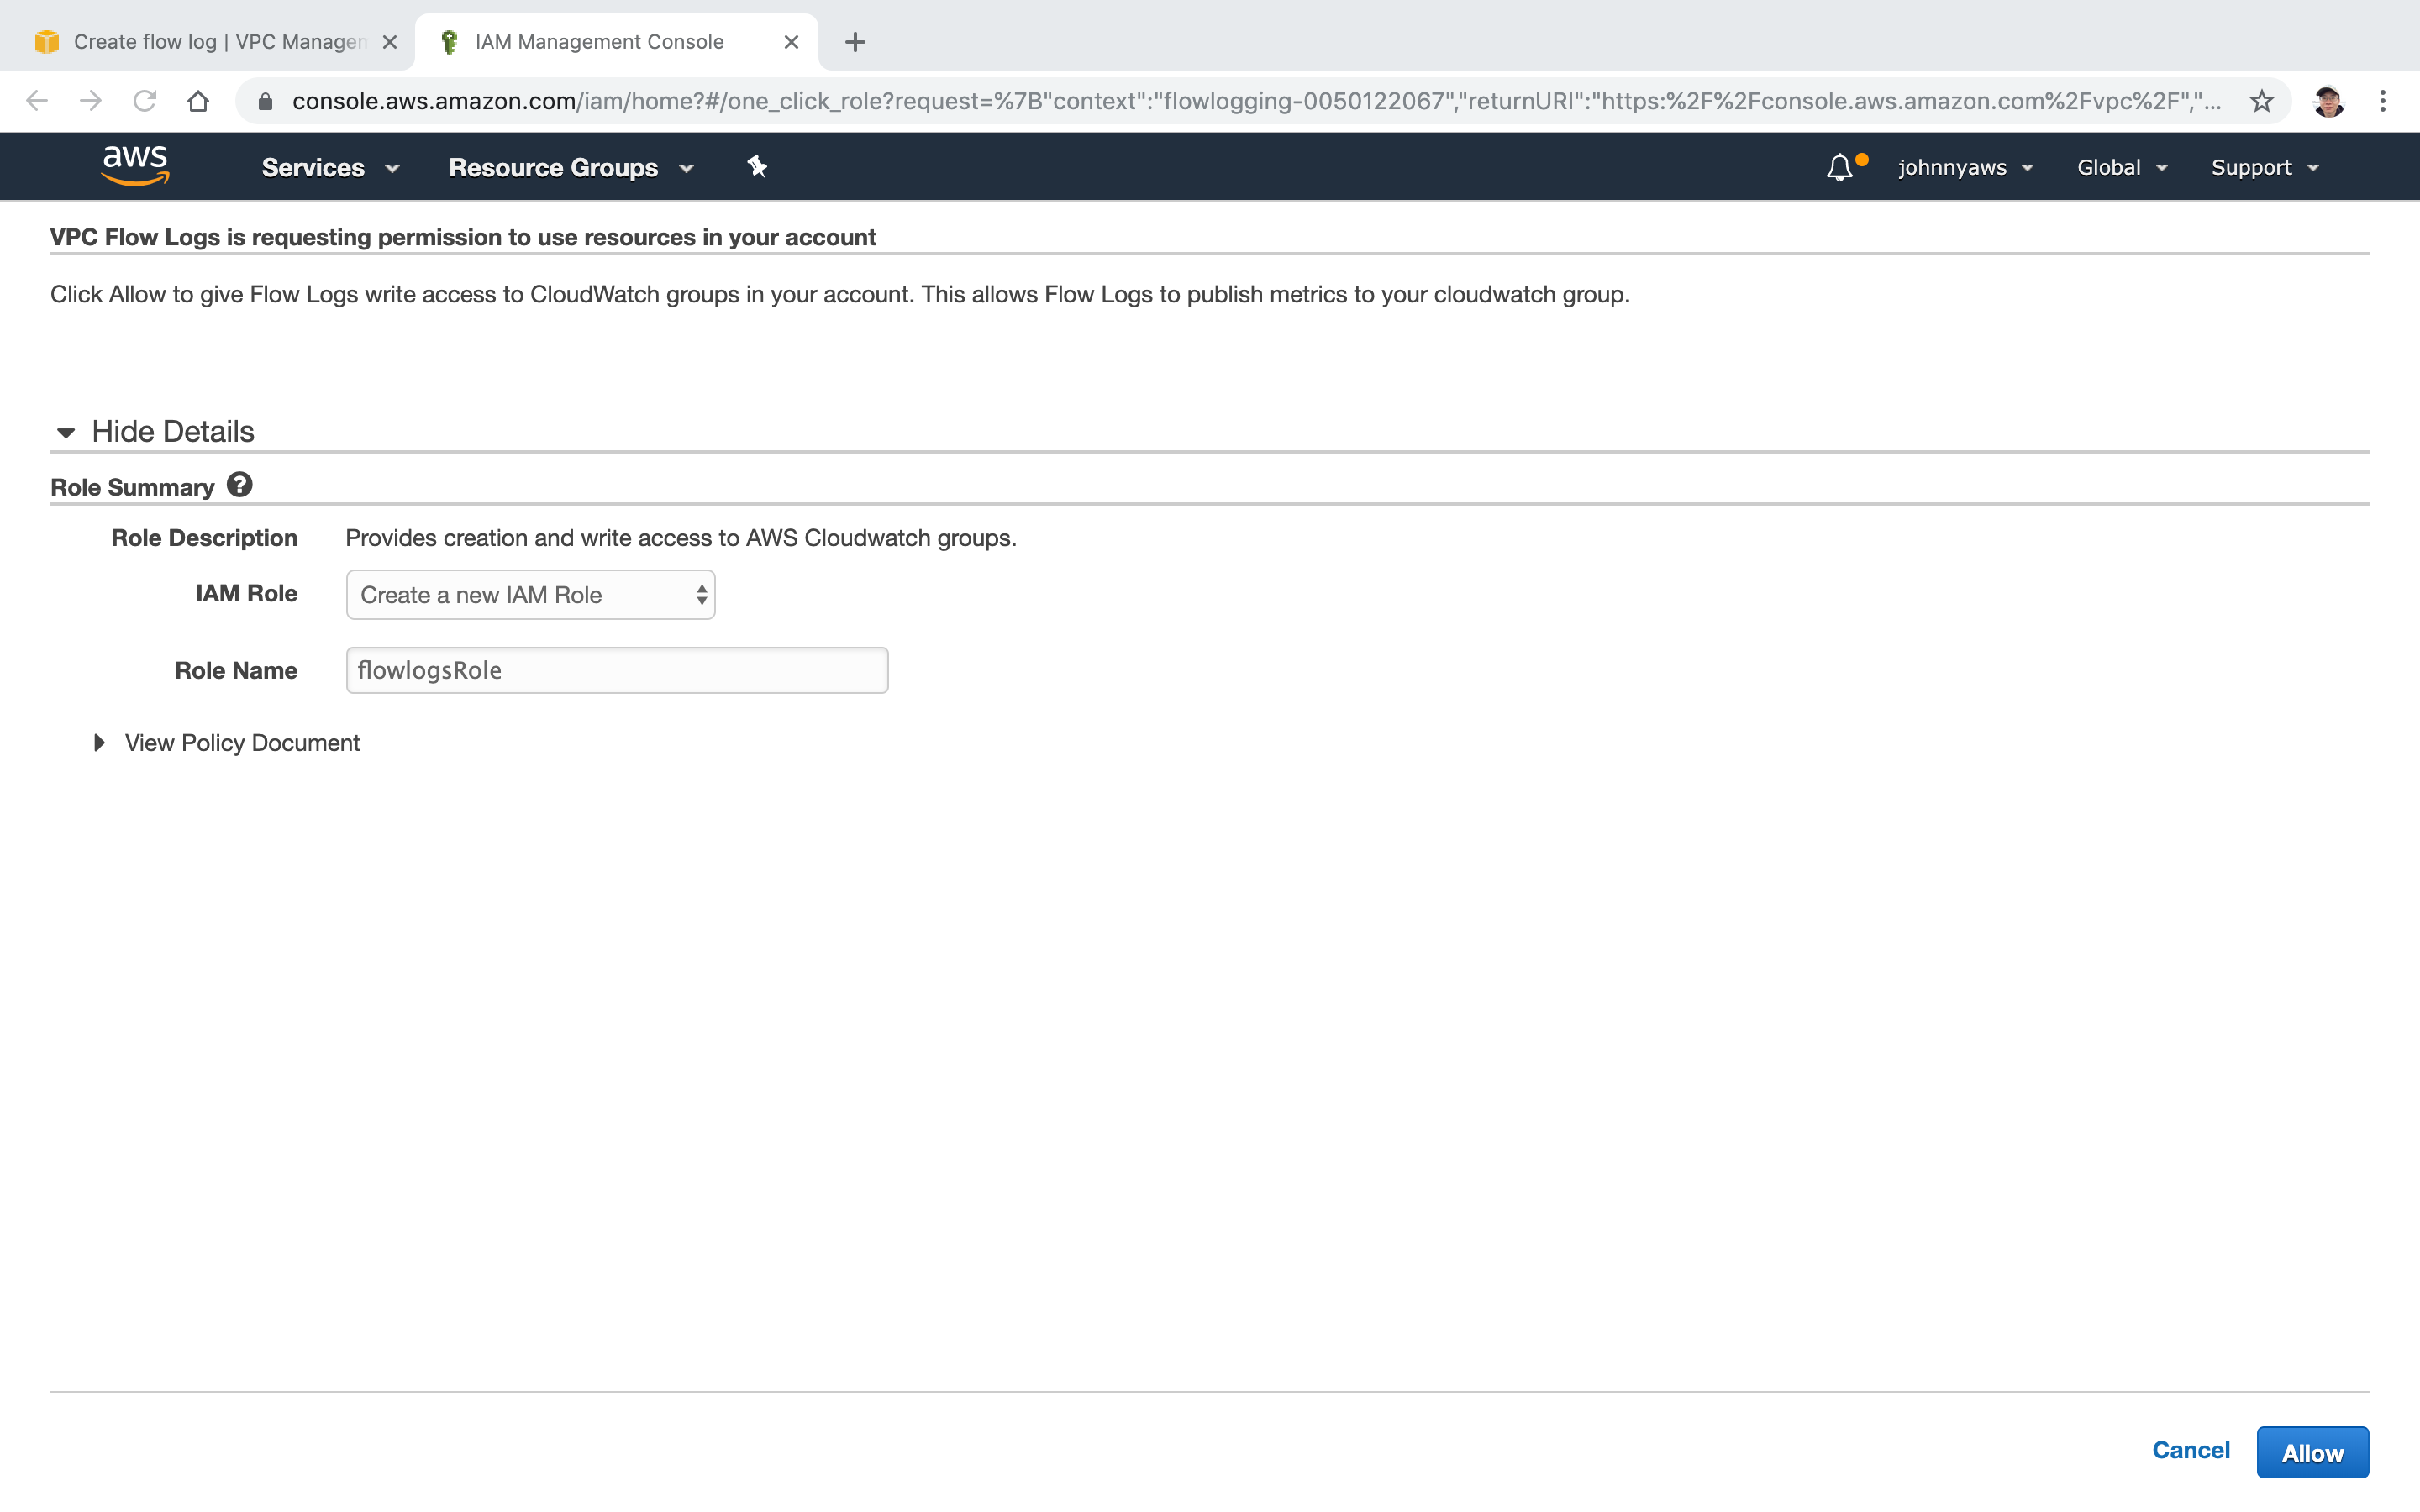 Create flow log | VPC Managen
IAM Management Console
console.aws.amazon.com/iam/home?#/one_click_role?request=%7B"context":"flowlogging-0050122067","returnURI":"https:%2F%2Fconsole.aws.amazon.com%2Fvpc%2F","...
aws
Services
Resource Groups
johnnyaws
Global
Support
VPC Flow Logs is requesting permission to use resources in your account
Click Allow to give Flow Logs write access to CloudWatch groups in your account. This allows Flow Logs to publish metrics to your cloudwatch group.
Hide Details
Role Summary ?
Role Description Provides creation and write access to AWS Cloudwatch groups.
IAM Role Create a new IAM Role
Role Name flowlogsRole
View Policy Document
Cancel Allow